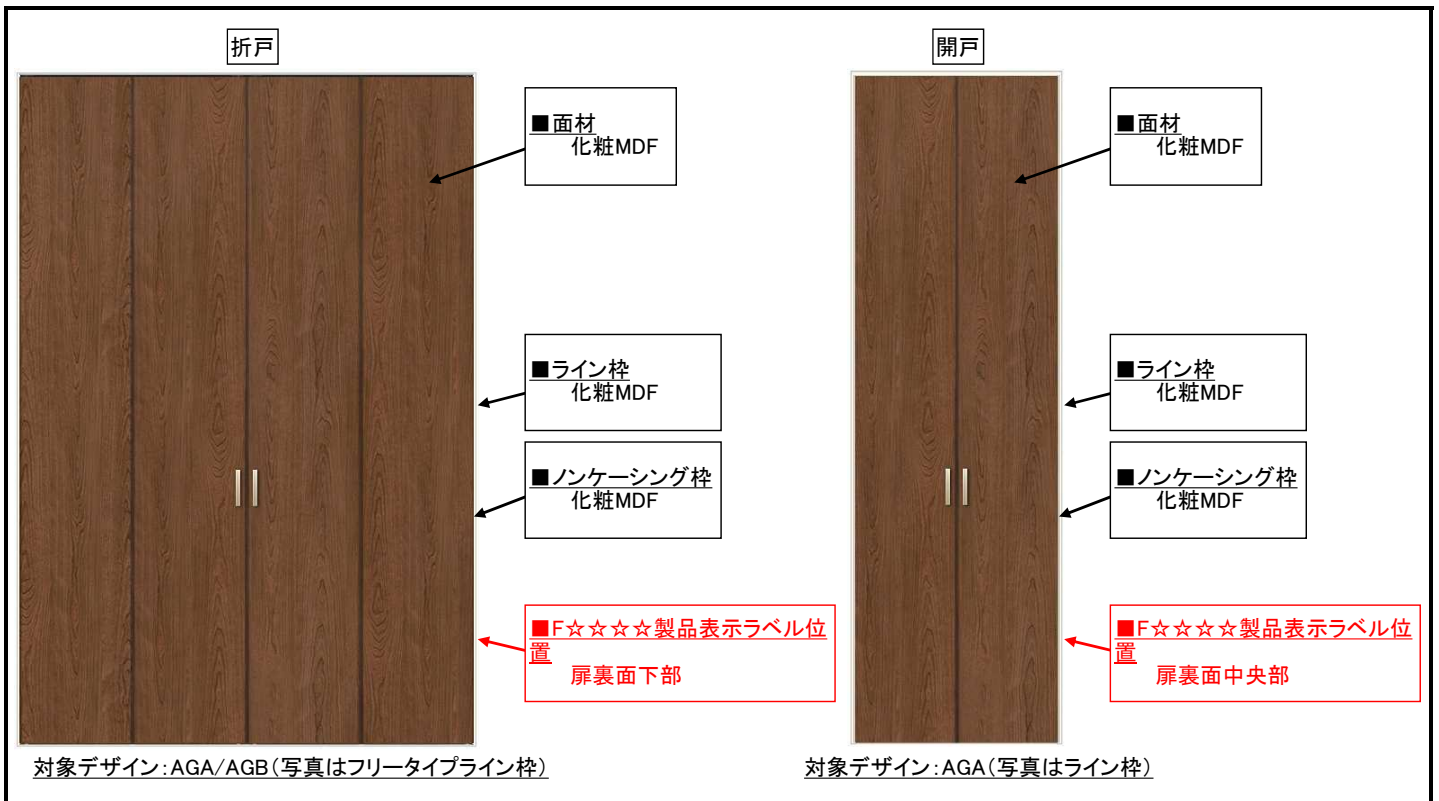 折戸
■面材
化粧MDF
■ライン枠
化粧MDF
■ノンケーシング枠
化粧MDF
■F☆☆☆☆製品表示ラベル位
置
扉裏面下部
対象デザイン:AGA/AGB(写真はフリータイプライン枠)
開戸
■面材
化粧MDF
■ライン枠
化粧MDF
■ノンケーシング枠
化粧MDF
■F☆☆☆☆製品表示ラベル位
置
扉裏面中央部
対象デザイン:AGA(写真はライン枠)